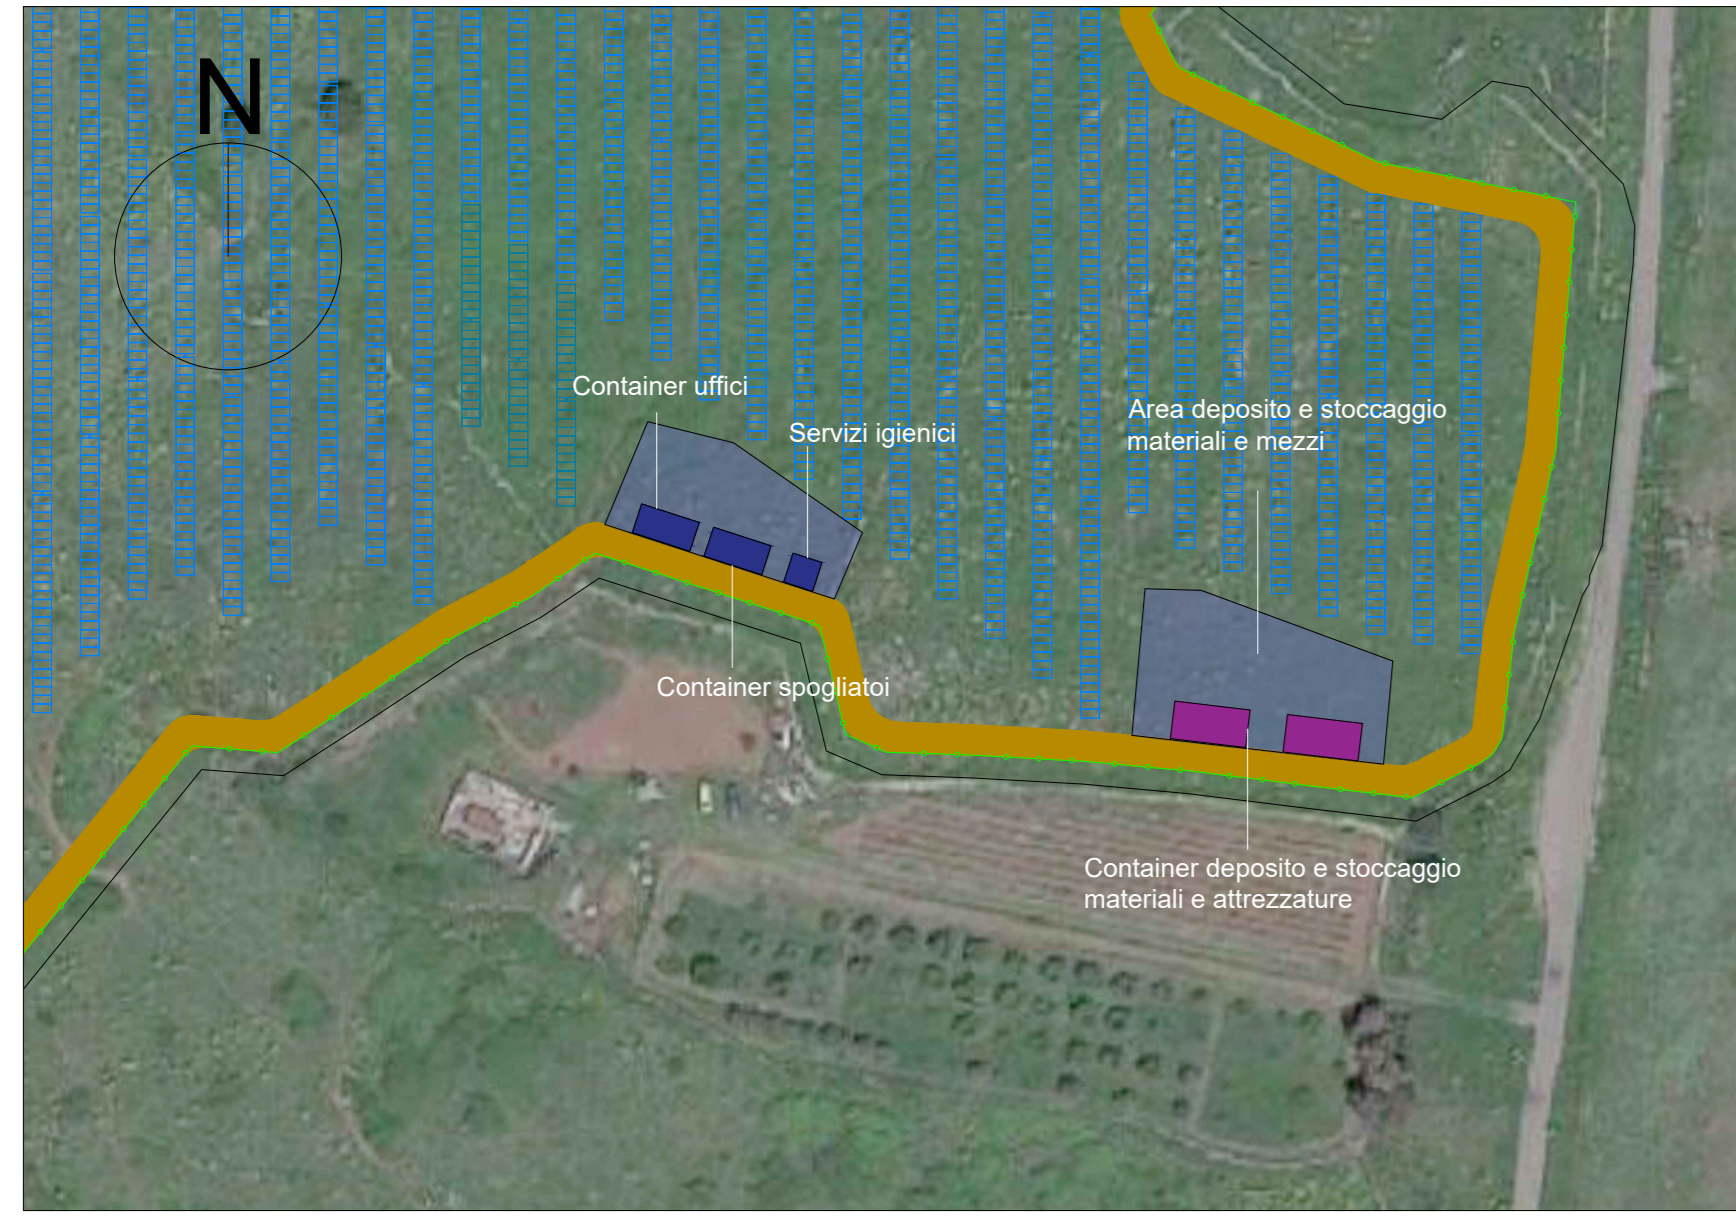 N
Container uffici
Servizi igienici
Area deposito e stoccaggio
materiali e mezzi
Container spogliatoi
Container deposito e stoccaggio
materiali e attrezzature